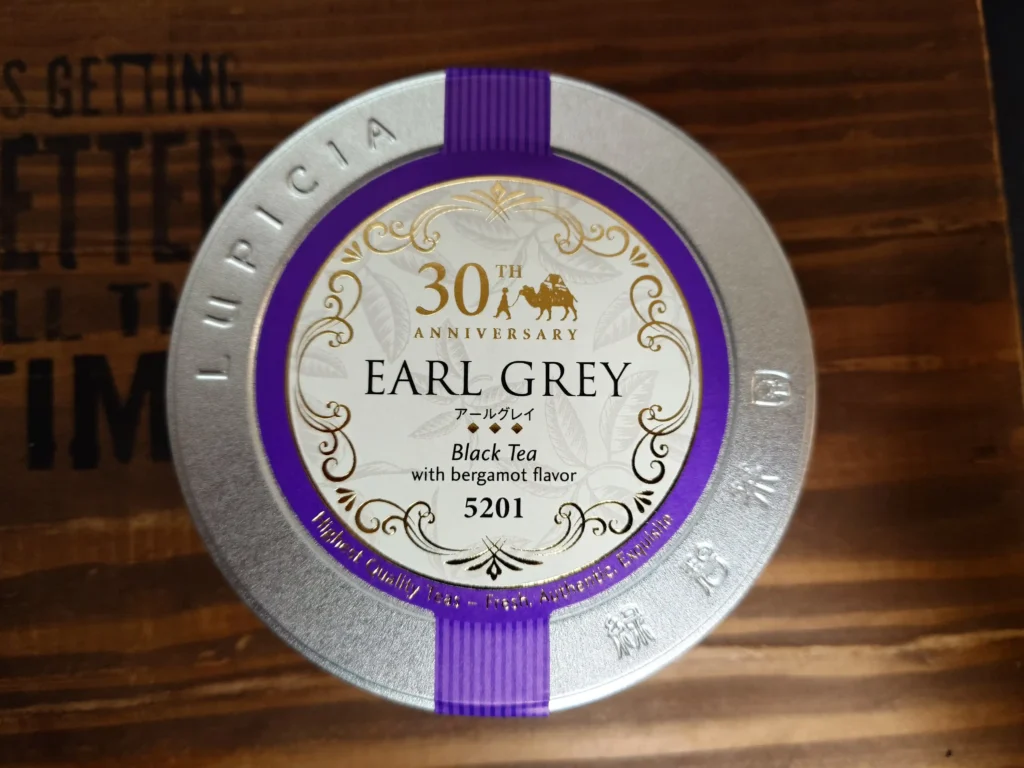 S GETTING
ETTER
LL TH
TIM
LUPICIA
30TH
ANNIVERSARY
EARL GREY
アールグレイ
Black Tea
with bergamot flavor
5201
Highest Quality Teas – Fresh, Authentic, Exquisite
緑碧茶園